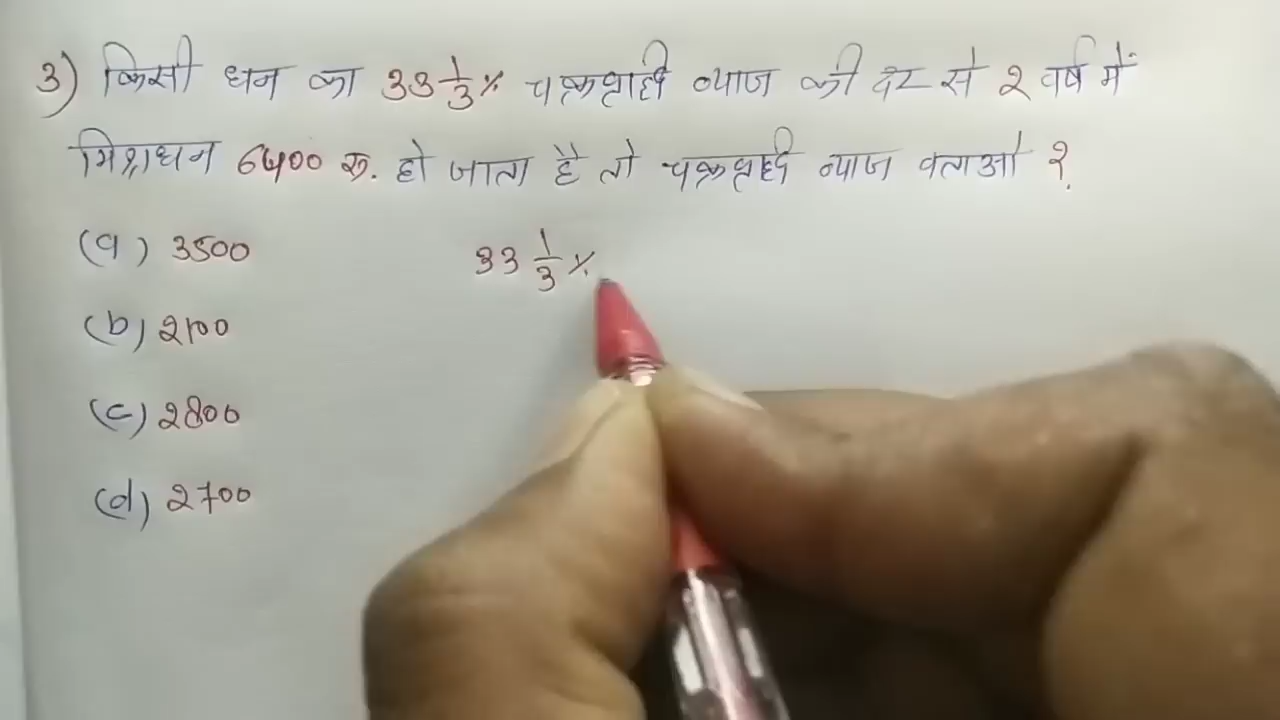 3) किसी धन का 33 1/3 % चक्रवृद्धि ब्याज की दर से २ वर्ष में
मिश्रधन 6400 रू. हो जाता है तो चक्रवृद्धि ब्याज बताओ ?
(a) 3500
33 1/3 %
(b) 2100
(c) 2800
(d) 2700